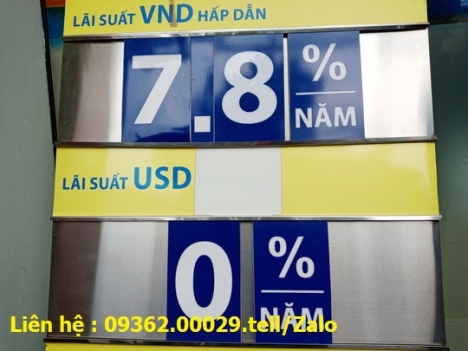 LÃI SUẤT VND HẤP DẪN
7.8 %
NĂM
LÃI SUẤT USD
0 %
NĂM
Liên hệ : 09362.00029.tell/Zalo